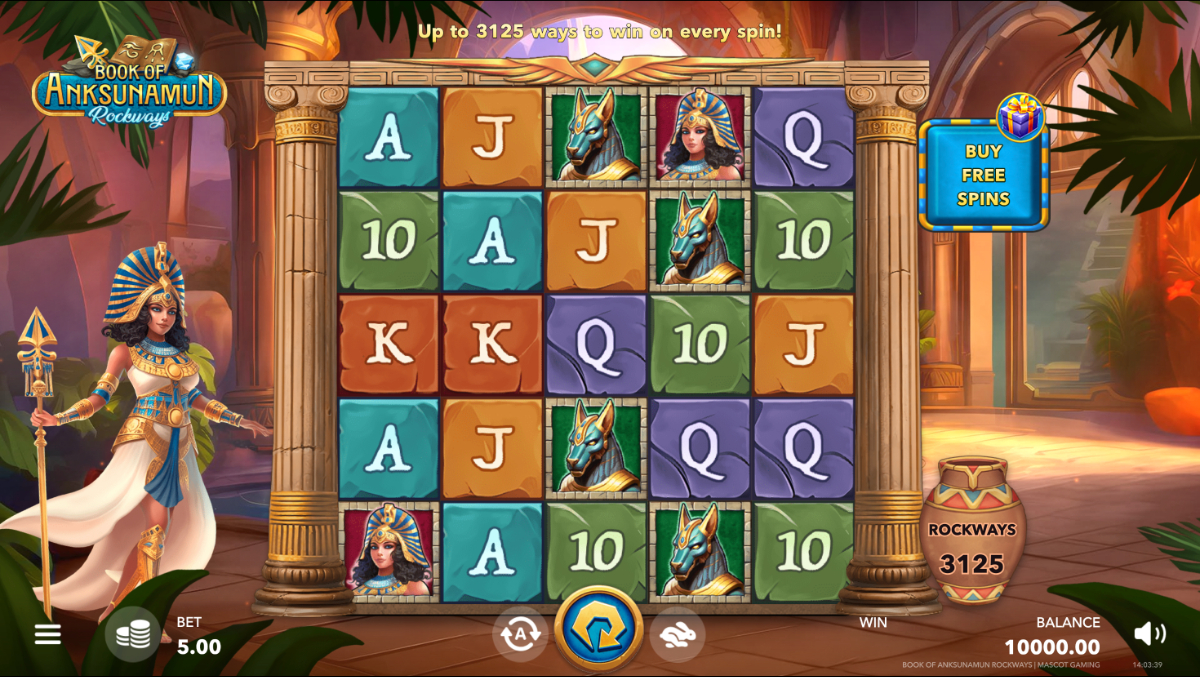 Up to 3125 ways to win on every spin!
BOOK OF
ANKSUNAMUN
Rockways
BUY
FREE
SPINS
A J Q
10 A J 10
K K Q 10 J
A J Q Q
A 10 10
ROCKWAYS
3125
BET
5.00
A
WIN
BALANCE
10000.00
BOOK OF ANKSUNAMUN ROCKWAYS | MASCOT GAMING
14:03:39